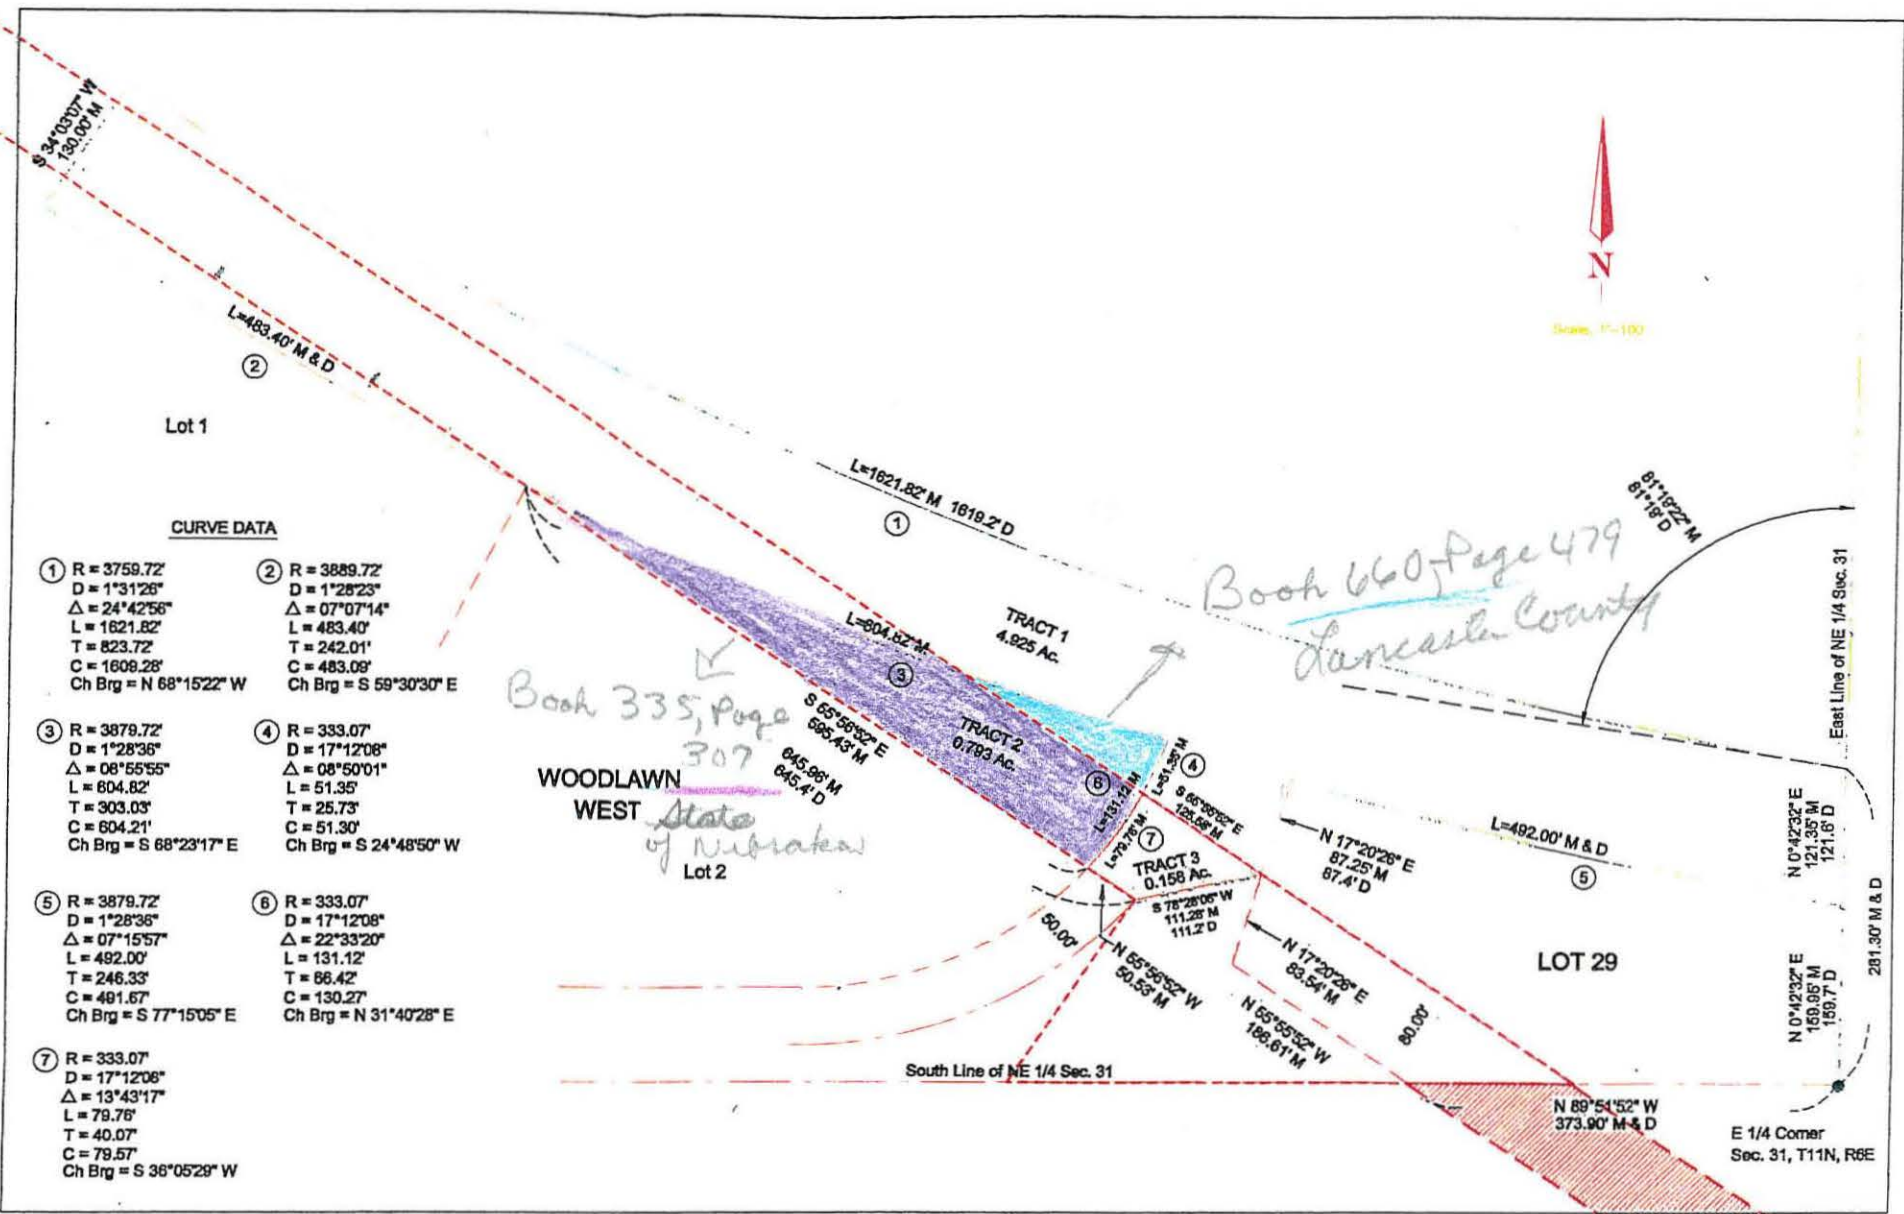 S 34°03'07" W
130.00' M
L=483.40' M & D
2
Lot 1
N
Scale, 1"=100
L=1621.82' M 1619.2' D
1
81°19'22" M
81°19' D
East Line of NE 1/4 Sec. 31
Book 660, Page 479
Lancaster County
TRACT 1
4.925 Ac.
CURVE DATA
1 R = 3759.72'
D = 1°31'26"
Δ = 24°42'56"
L = 1621.82'
T = 823.72'
C = 1609.28'
Ch Brg = N 68°15'22" W
2 R = 3889.72'
D = 1°28'23"
Δ = 07°07'14"
L = 483.40'
T = 242.01'
C = 483.09'
Ch Brg = S 59°30'30" E
3 R = 3879.72'
D = 1°28'36"
Δ = 08°55'55"
L = 604.82'
T = 303.03'
C = 604.21'
Ch Brg = S 68°23'17" E
4 R = 333.07'
D = 17°12'08"
Δ = 08°50'01"
L = 51.35'
T = 25.73'
C = 51.30'
Ch Brg = S 24°48'50" W
5 R = 3879.72'
D = 1°28'36"
Δ = 07°15'57"
L = 492.00'
T = 246.33'
C = 491.67'
Ch Brg = S 77°15'05" E
6 R = 333.07'
D = 17°12'08"
Δ = 22°33'20"
L = 131.12'
T = 66.42'
C = 130.27'
Ch Brg = N 31°40'28" E
7 R = 333.07'
D = 17°12'08"
Δ = 13°43'17"
L = 79.76'
T = 40.07'
C = 79.57'
Ch Brg = S 36°05'29" W
L=604.82' M.
3
Book 335, Page
307
State
of Nebraska
WOODLAWN
WEST
Lot 2
S 55°56'52" E
595.43' M
645.96' M
645.4' D
TRACT 2
0.793 Ac.
6
L=131.12' M
L=51.35' M
4
S 55°56'52" E
125.58' M
L=79.76' M.
7
TRACT 3
0.158 Ac.
S 78°28'06" W
111.28' M
111.2' D
50.00'
N 55°56'52" W
50.53' M
N 17°20'26" E
87.25' M
87.4' D
L=492.00' M & D
5
N 17°20'26" E
83.54' M
N 55°55'52" W
186.61' M
80.00'
LOT 29
N 0°42'32" E
121.35' M
121.6' D
N 0°42'32" E
159.95' M
159.7' D
281.30' M & D
South Line of NE 1/4 Sec. 31
N 89°51'52" W
373.90' M & D
E 1/4 Corner
Sec. 31, T11N, R6E